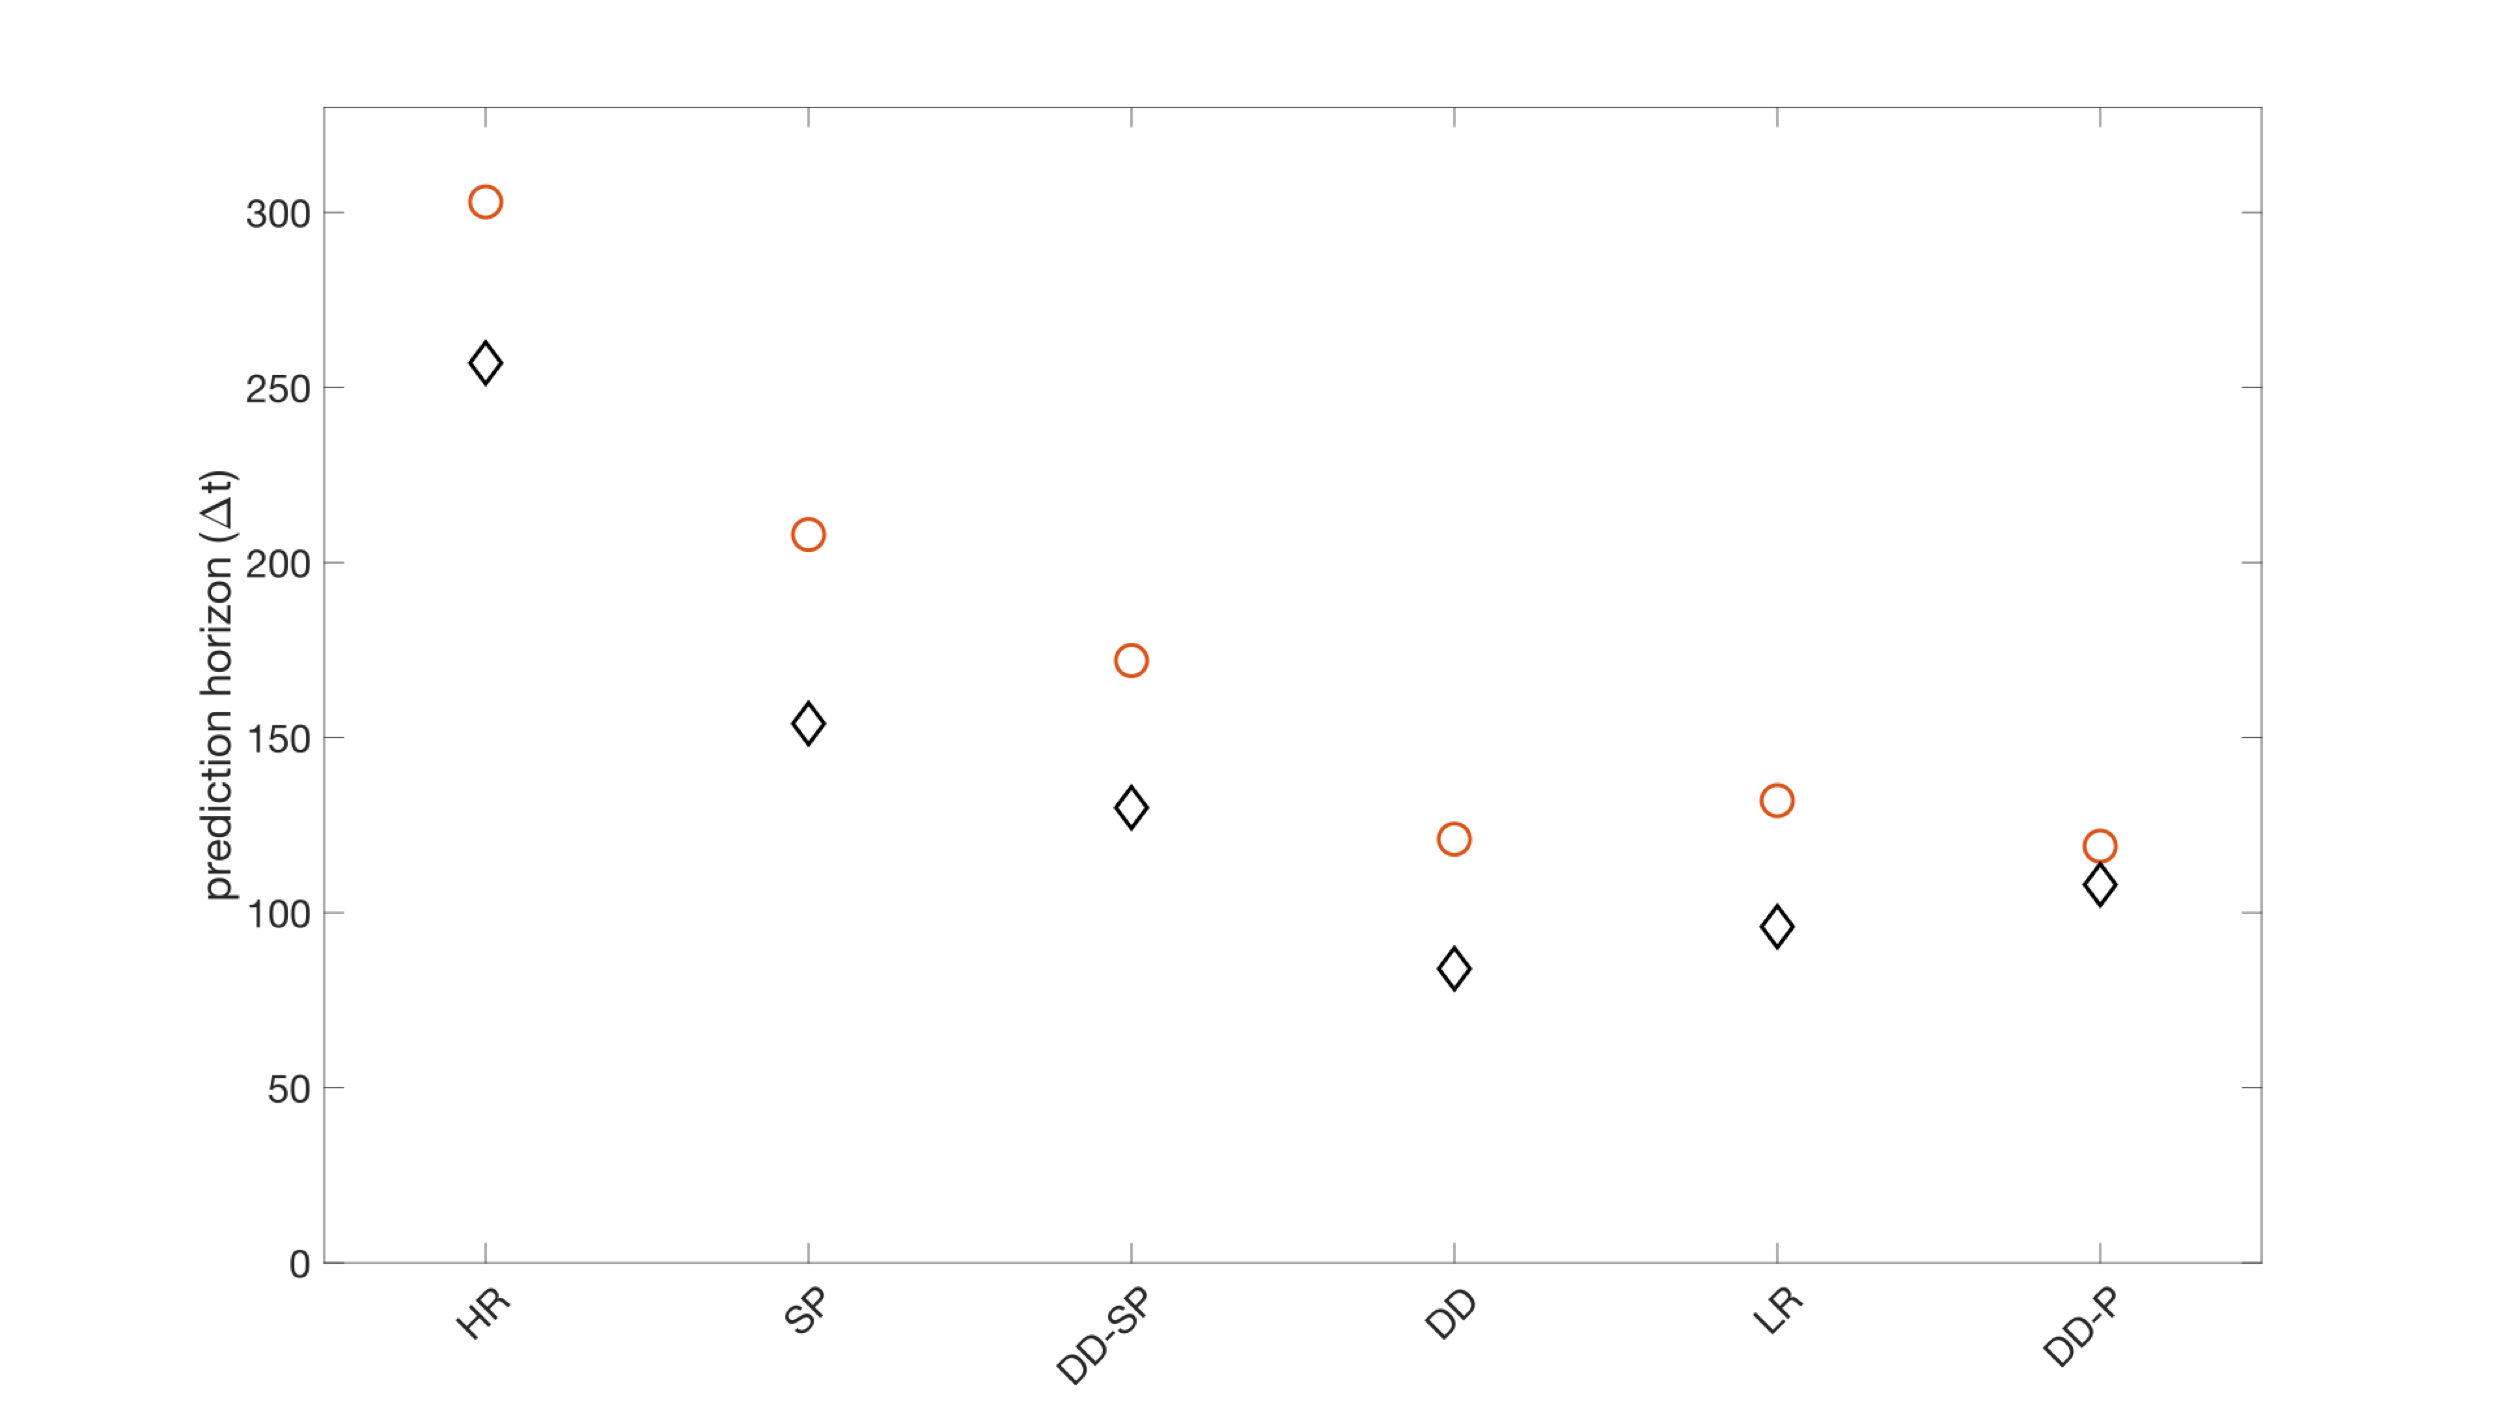 prediction horizon (Δt)
300
250
200
150
100
50
0
HR
SP
DD-SP
DD
LR
DD-P